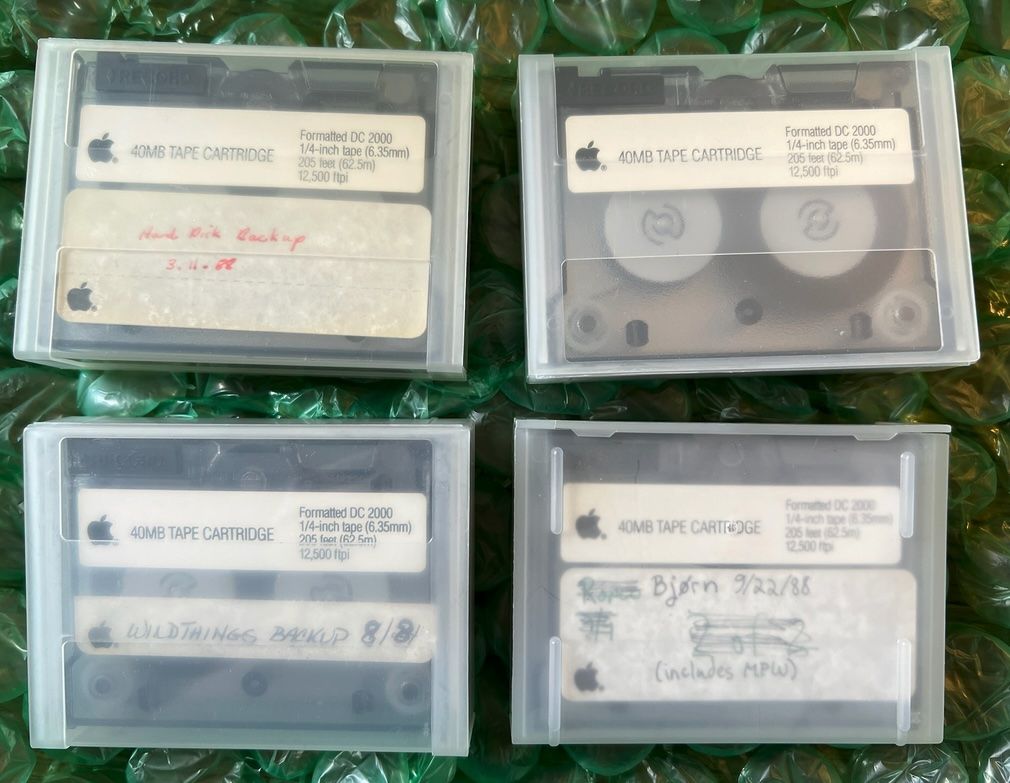 RECORD
40MB TAPE CARTRIDGE
Formatted DC 2000
1/4-inch tape (6.35mm)
205 feet (62.5m)
12,500 ftpi
Hard Disk Backup
3.11.88
RECORD
40MB TAPE CARTRIDGE
Formatted DC 2000
1/4-inch tape (6.35mm)
205 feet (62.5m)
12,500 ftpi
40MB TAPE CARTRIDGE
Formatted DC 2000
1/4-inch tape (6.35mm)
205 feet (62.5m)
12,500 ftpi
WILDTHINGS BACKUP
40MB TAPE CARTRIDGE
Formatted DC 2000
1/4-inch tape (6.35mm)
205 feet (62.5m)
12,500 ftpi
Bjørn 9/22/88
(includes MPW)